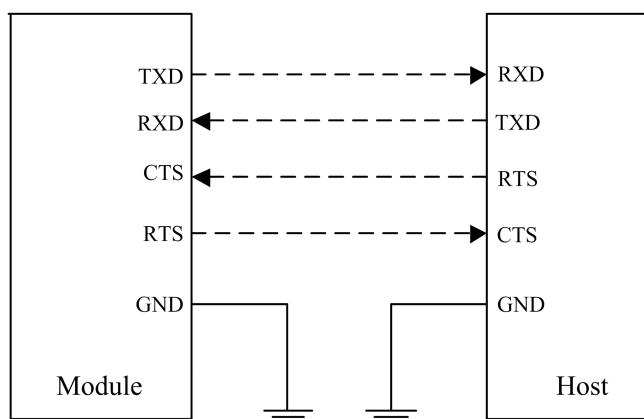 TXD RXD
RXD TXD
CTS RTS
RTS CTS
GND GND
Module Host